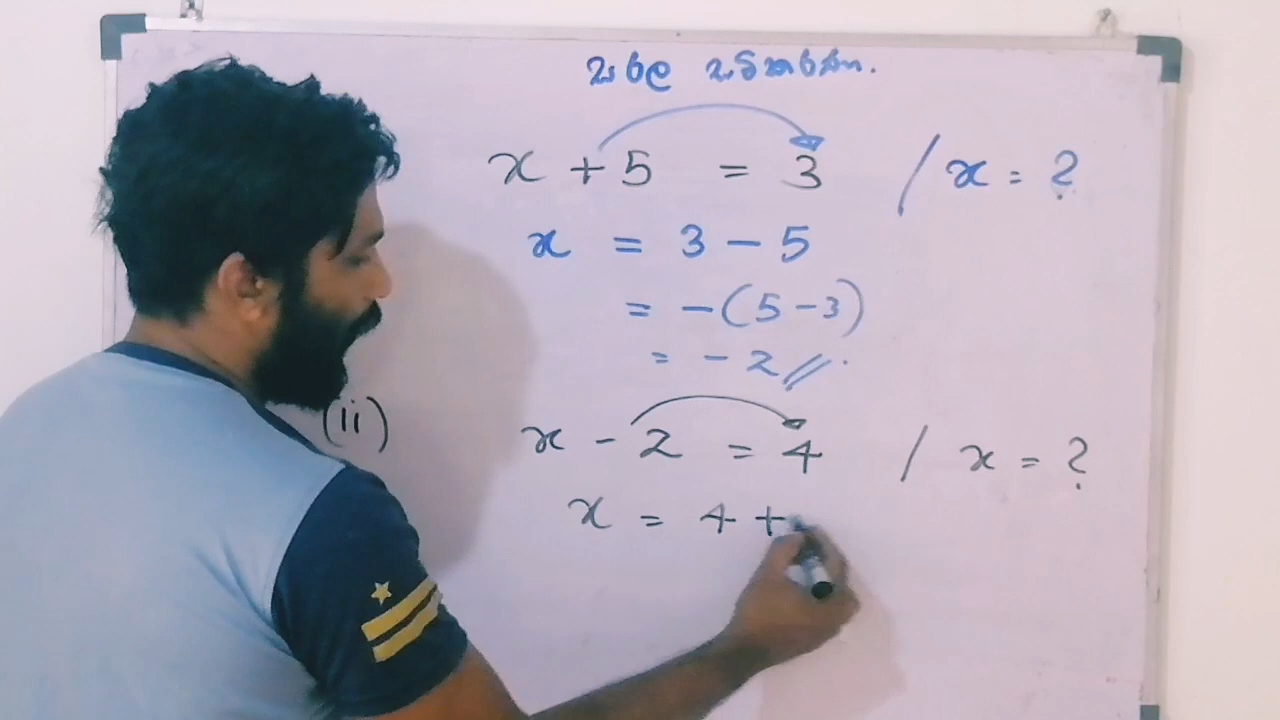 සරල සමීකරණ.
x + 5 = 3 / x = ?
x = 3 - 5
= -(5-3)
= -2//.
(ii) x - 2 = 4 / x = ?
x = 4 +